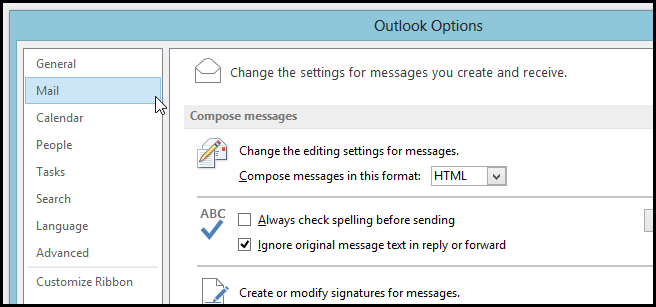 Outlook Options
General
Mail
Calendar
People
Tasks
Search
Language
Advanced
Customize Ribbon
Change the settings for messages you create and receive.
Compose messages
Change the editing settings for messages.
Compose messages in this format: HTML
ABC
Always check spelling before sending
Ignore original message text in reply or forward
Create or modify signatures for messages.